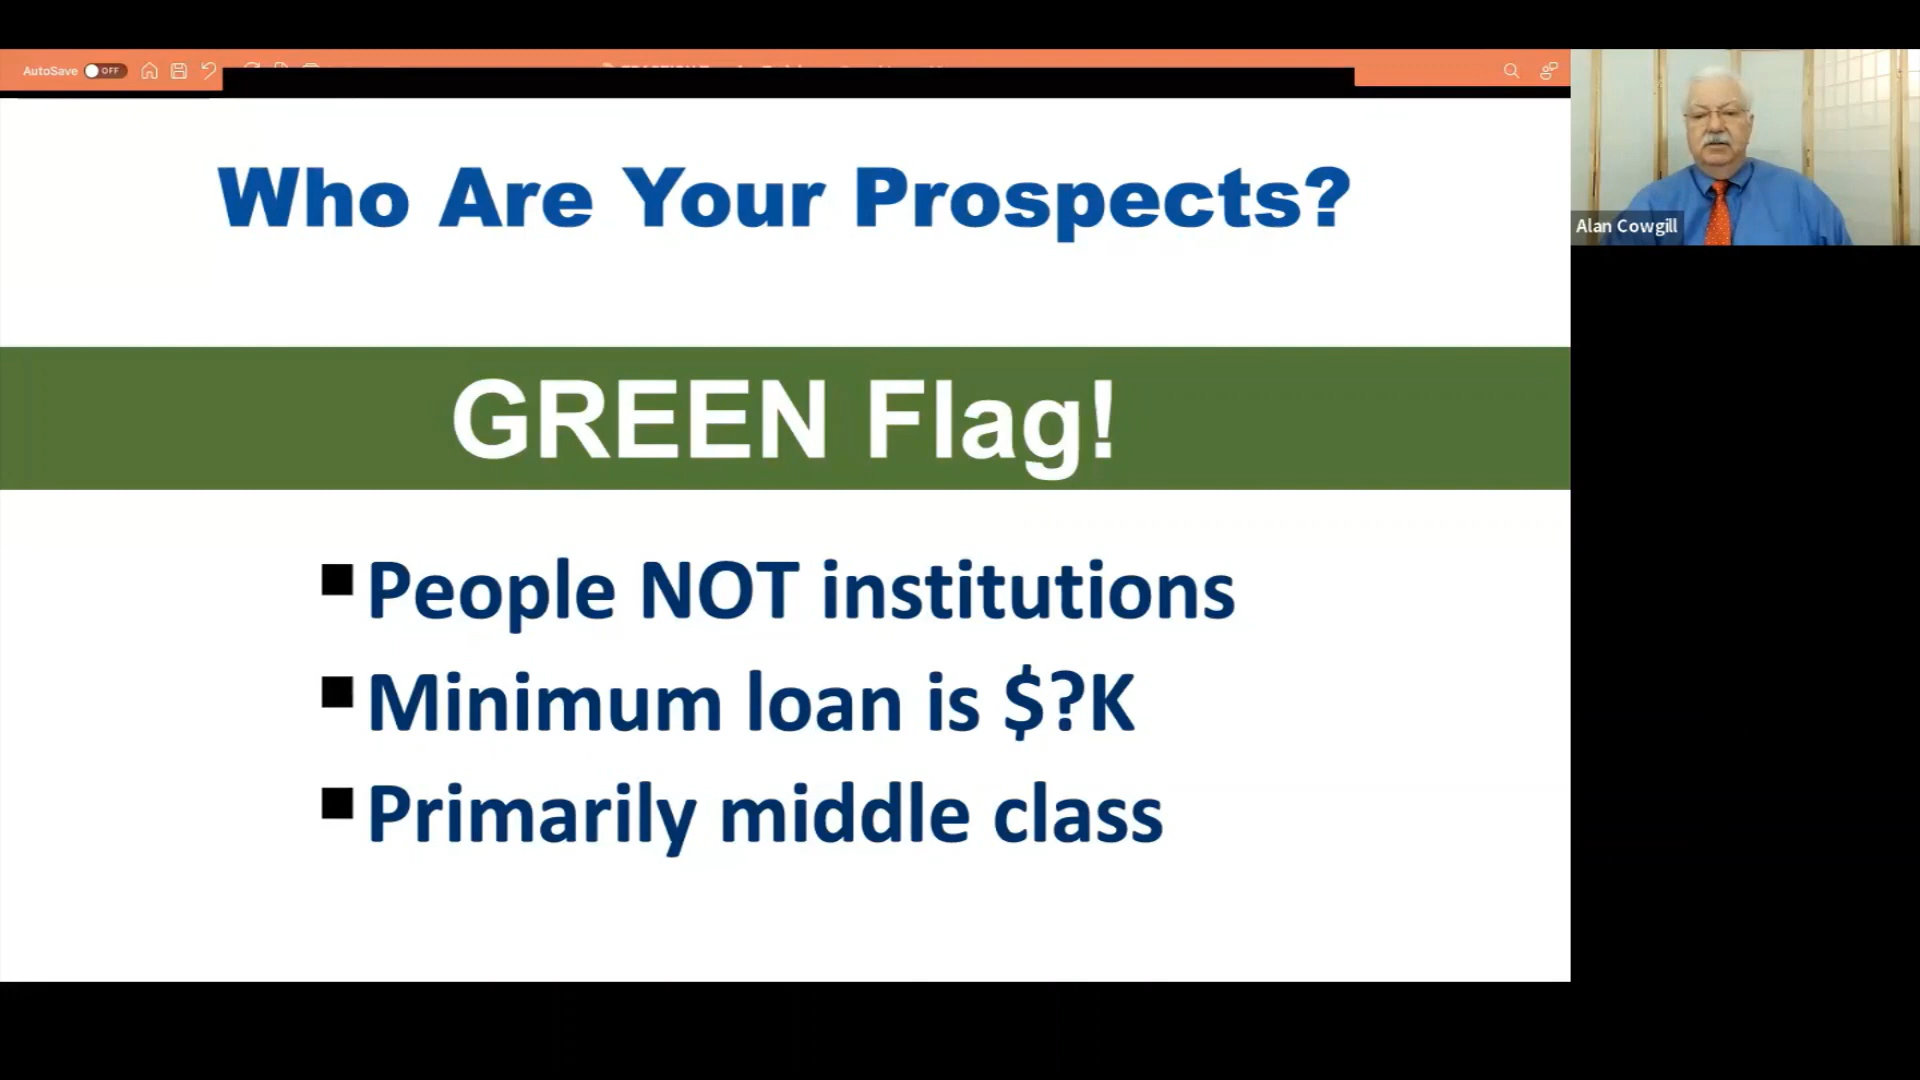 AutoSave OFF
Who Are Your Prospects?
Alan Cowgill
GREEN Flag!
People NOT institutions
Minimum loan is $?K
Primarily middle class